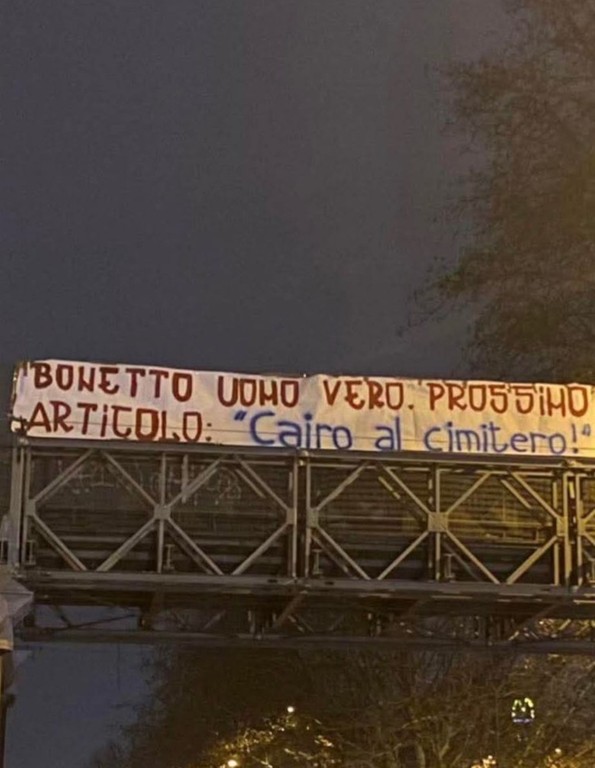 "BONETTO UOMO VERO. PROSSIMO
ARTICOLO: "Cairo al cimitero!"